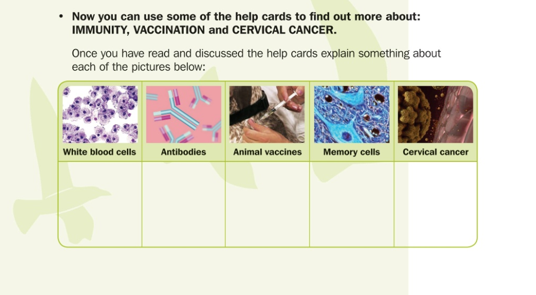 • Now you can use some of the help cards to find out more about:
IMMUNITY, VACCINATION and CERVICAL CANCER.
Once you have read and discussed the help cards explain something about
each of the pictures below:
White blood cells Antibodies Animal vaccines Memory cells Cervical cancer